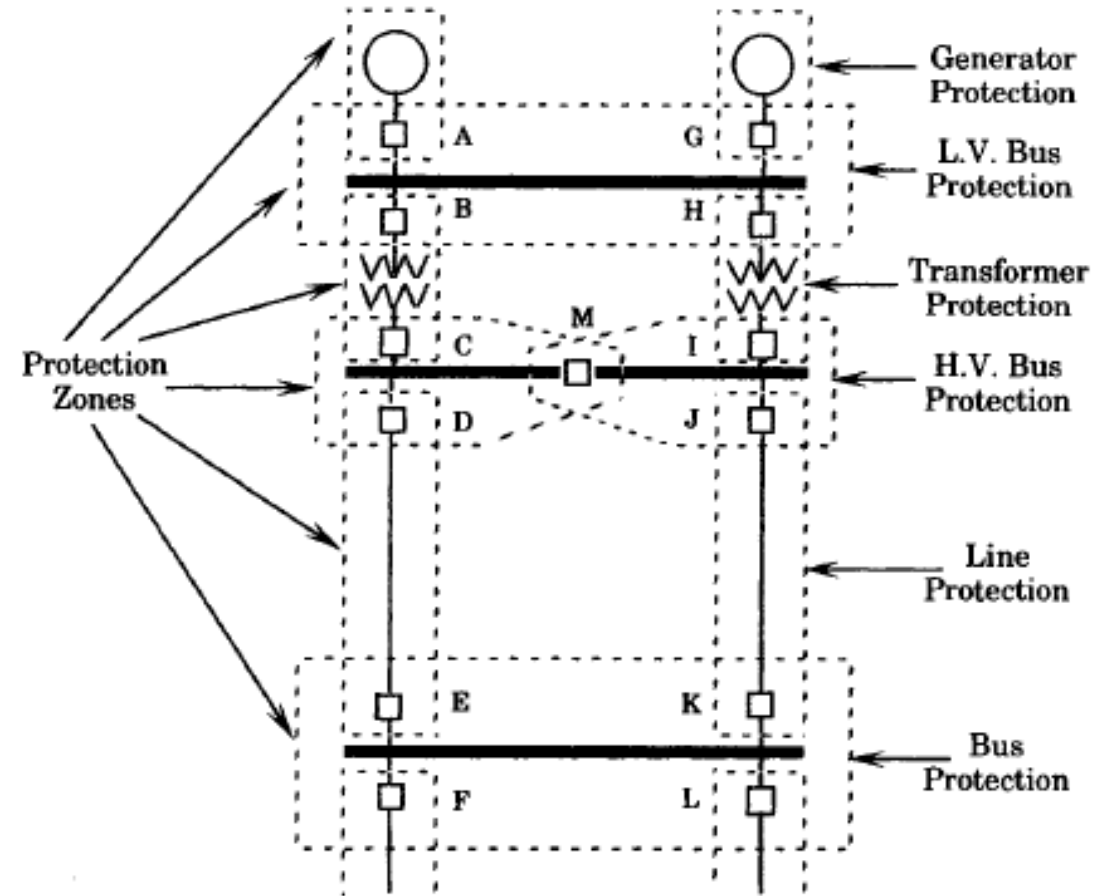 Generator
Protection
A
G
L.V. Bus
Protection
B
H
Transformer
Protection
M
C
I
Protection
Zones
H.V. Bus
Protection
D
J
Line
Protection
E
K
Bus
Protection
F
L